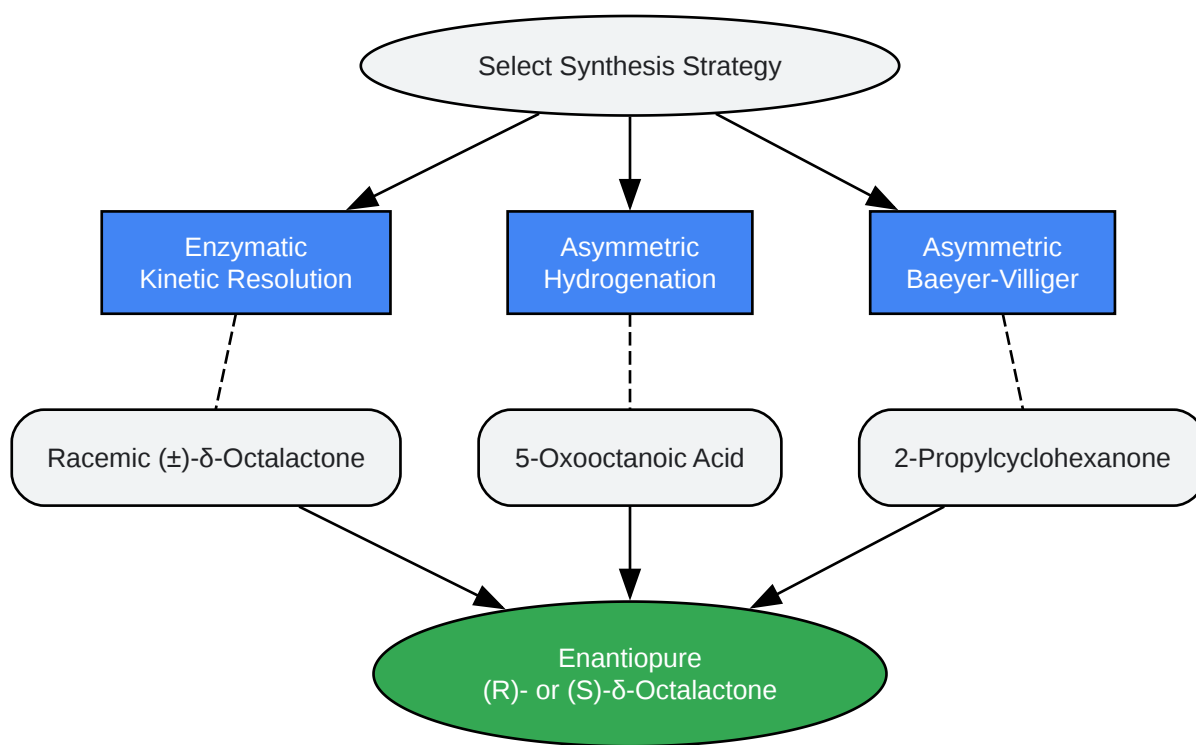 Select Synthesis Strategy
Enzymatic
Kinetic Resolution
Asymmetric
Hydrogenation
Asymmetric
Baeyer-Villiger
Racemic (±)-δ-Octalactone
5-Oxooctanoic Acid
2-Propylcyclohexanone
Enantiopure
(R)- or (S)-δ-Octalactone